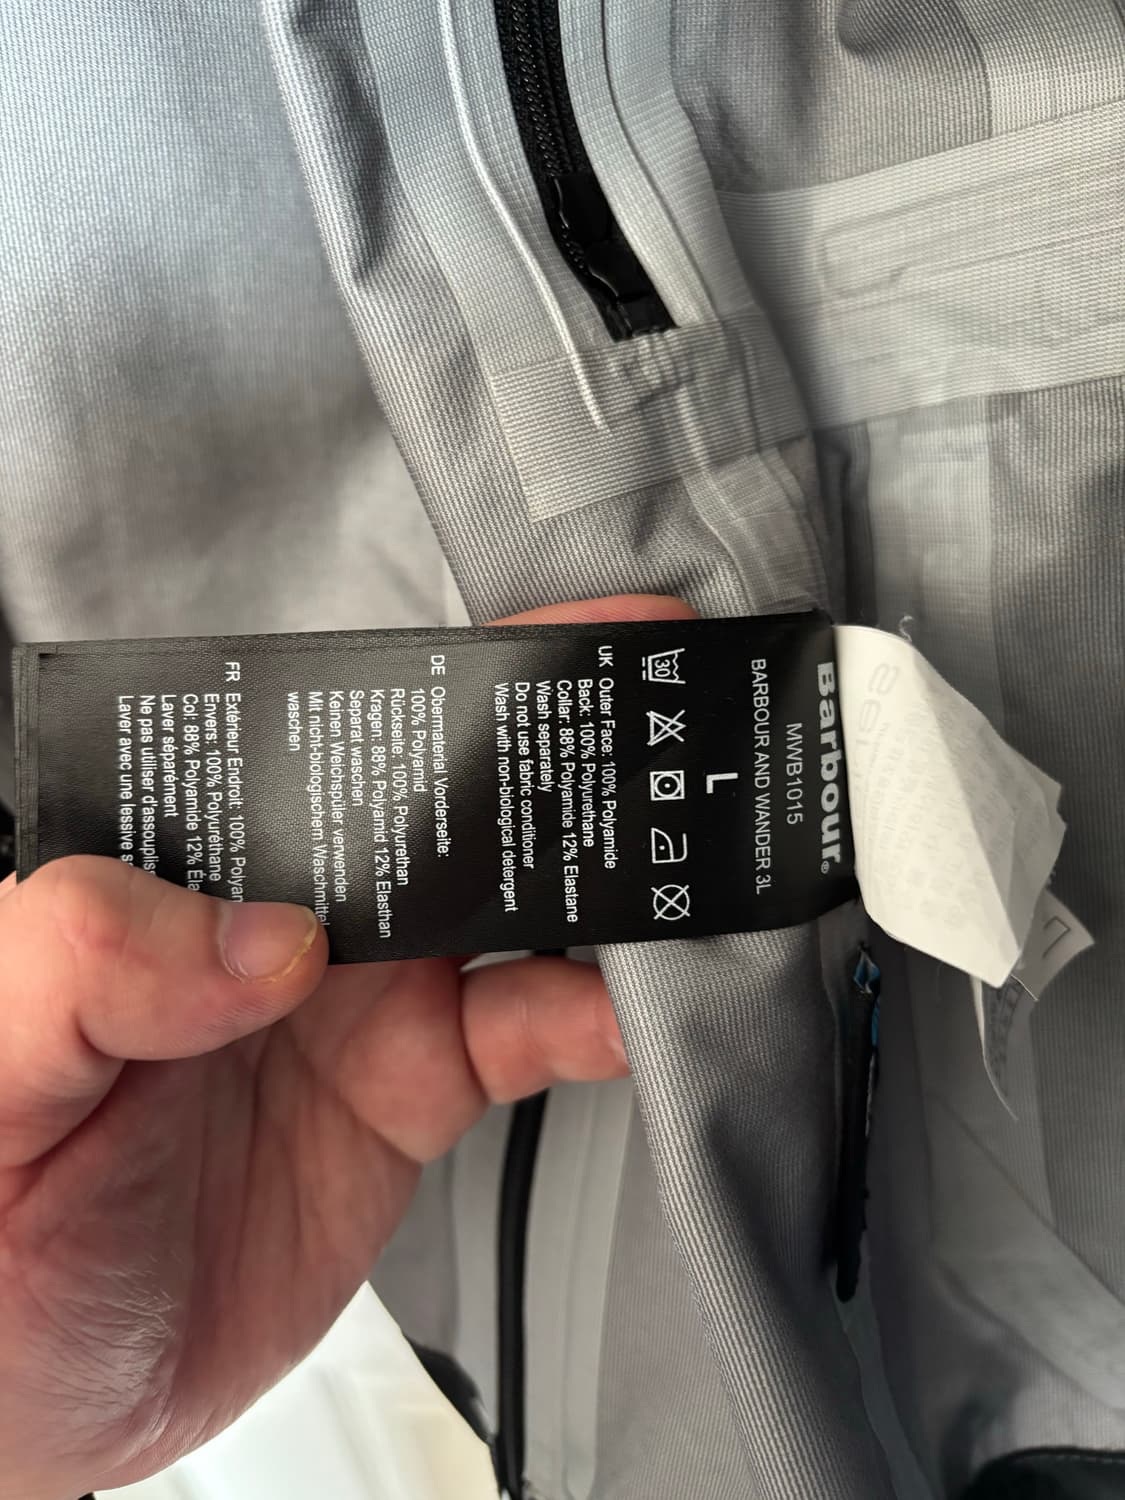 Barbour®
MWB1015
BARBOUR AND WANDER 3L
L
30
UK Outer Face: 100% Polyamide
Back: 100% Polyurethane
Collar: 88% Polyamide 12% Elastane
Wash separately
Do not use fabric conditioner
Wash with non-biological detergent
DE Obermaterial Vorderseite:
100% Polyamid
Rückseite: 100% Polyurethan
Kragen: 88% Polyamid 12% Elasthan
Separat waschen
Keinen Weichspüler verwenden
Mit nicht-biologischem Waschmittel
waschen
FR Extérieur Endroit: 100%
Envers: 100% Polyuréthane
Col: 88% Polyamide 12%
Laver séparément
Ne pas utiliser
Laver avec une lessive
L